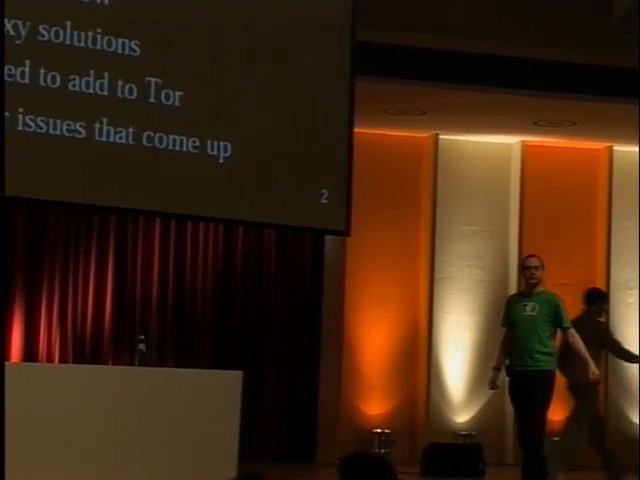 xy solutions
ed to add to Tor
issues that come up
2